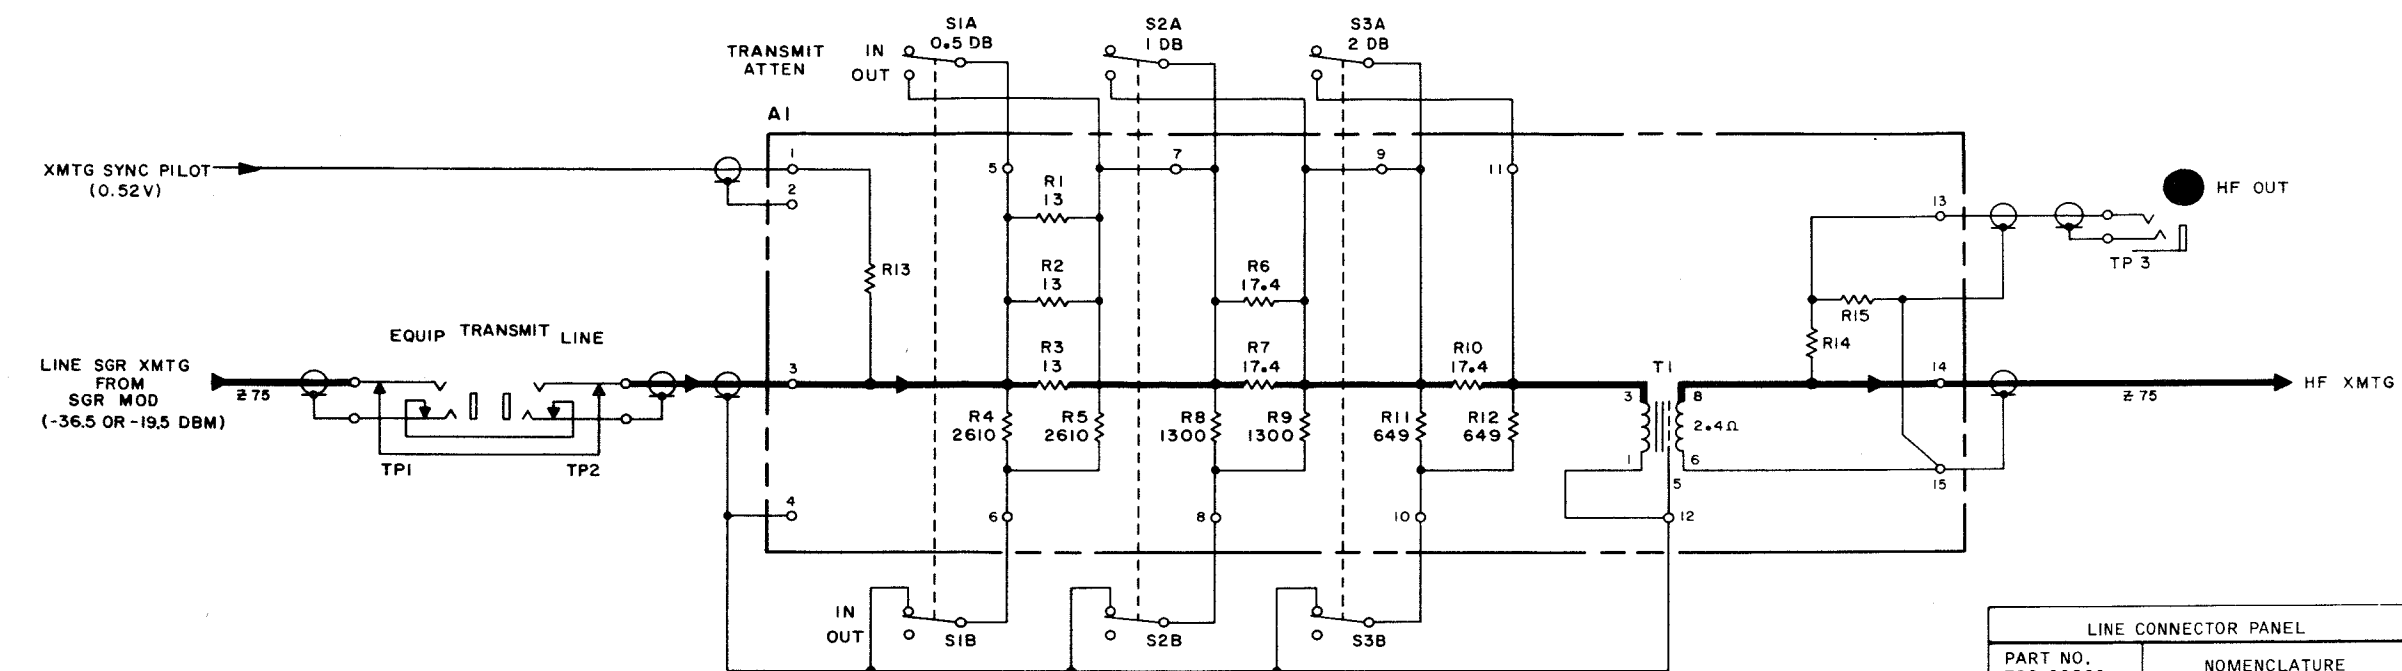 S1A
0.5 DB
S2A
1 DB
S3A
2 DB
TRANSMIT
ATTEN
IN
OUT
A1
XMTG SYNC PILOT
(0.52V)
1
2
5
7
9
11
13
HF OUT
TP 3
R1
13
R13
R2
13
R6
17.4
R15
R14
EQUIP TRANSMIT LINE
LINE SGR XMTG
FROM
SGR MOD
(-36.5 OR -19.5 DBM)
Z 75
TP1
TP2
3
R3
13
R7
17.4
R10
17.4
T1
14
HF XMTG
Z 75
R4
2610
R5
2610
R8
1300
R9
1300
R11
649
R12
649
3
8
2.4Ω
1
6
5
15
4
6
8
10
12
IN
OUT
S1B
S2B
S3B
LINE CONNECTOR PANEL
PART NO.
NOMENCLATURE